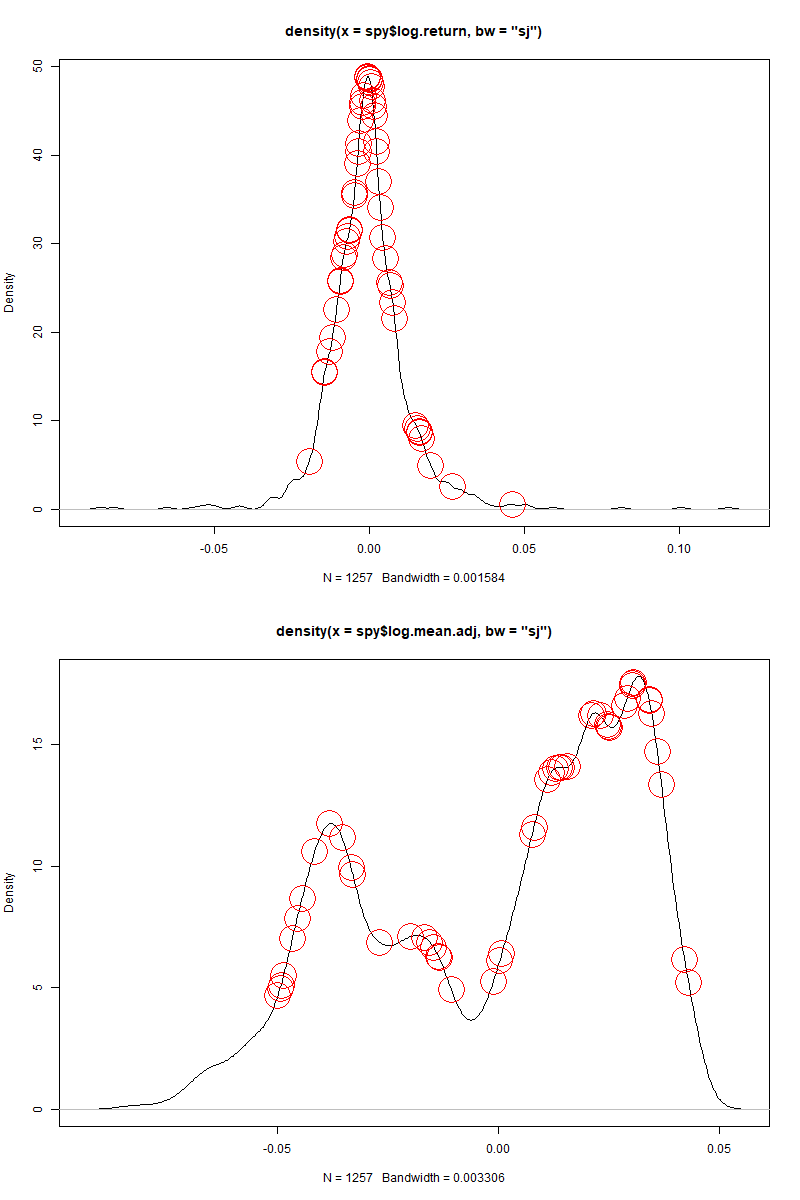 density(x = spy$log.return, bw = "sj")
Density
50
40
30
20
10
0
-0.05 0.00 0.05 0.10
N = 1257 Bandwidth = 0.001584
density(x = spy$log.mean.adj, bw = "sj")
Density
15
10
5
0
-0.05 0.00 0.05
N = 1257 Bandwidth = 0.003306